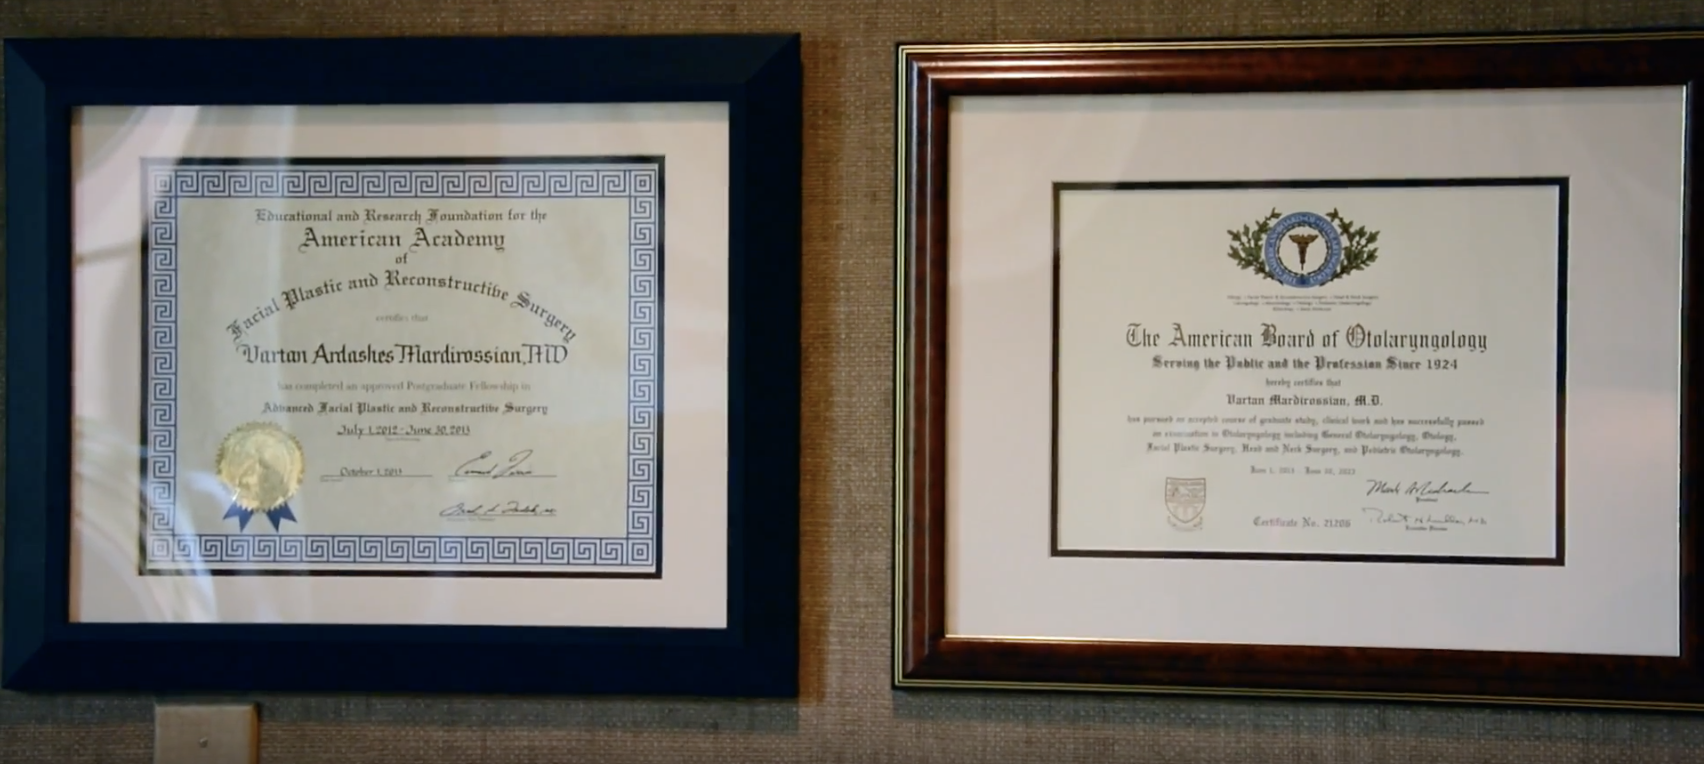 Educational and Research Foundation for the
American Academy
of
Facial Plastic and Reconstructive Surgery
certifies that
Vartan Ardashes Mardirossian, MD
has completed an approved Postgraduate Fellowship in
Advanced Facial Plastic and Reconstructive Surgery
July 1, 2012 - June 30, 2013
October 1, 2013
The American Board of Otolaryngology
Serving the Public and the Profession Since 1924
hereby certifies that
Vartan Mardirossian, M.D.
has pursued an accepted course of graduate study, clinical work and has successfully passed
an examination in Otolaryngology including General Otolaryngology, Otology,
Facial Plastic Surgery, Head and Neck Surgery, and Pediatric Otolaryngology.
Certificate No. 21206